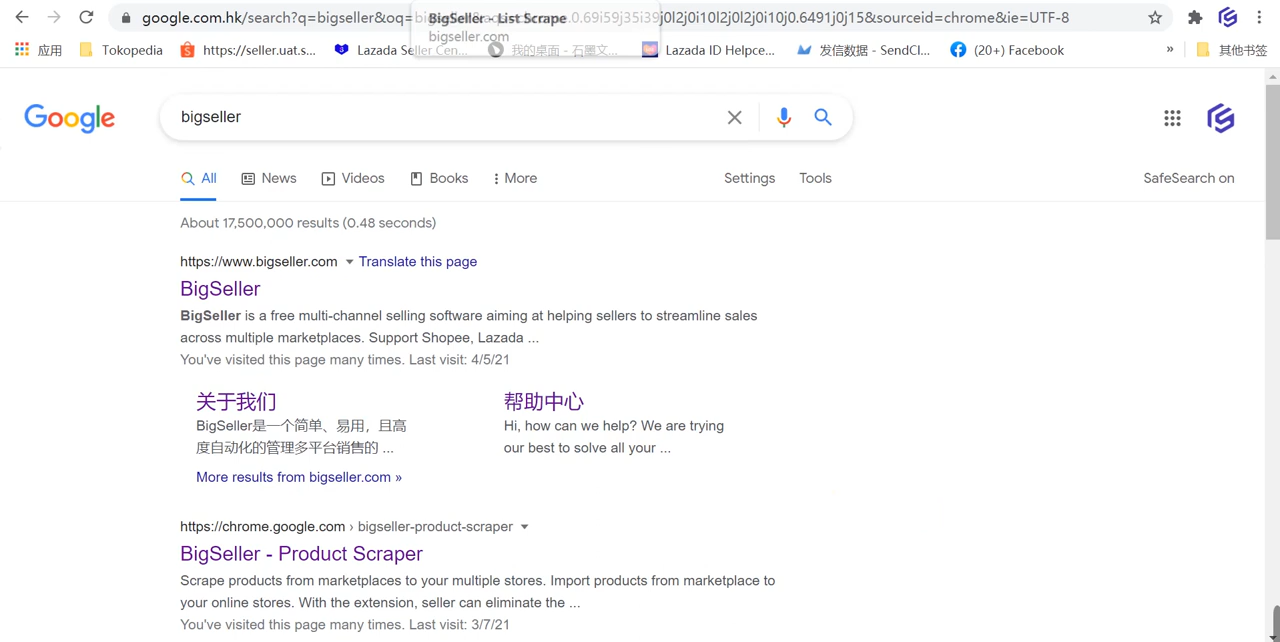 google.com.hk/search?q=bigseller&oq=
0.69i59j35i39j0l2j0i10l2j0l2j0i10j0.6491j0j15&sourceid=chrome&ie=UTF-8
BigSeller - List Scrape
bigseller.com
应用
Tokopedia
https://seller.uat.s...
Lazada Seller Cen...
我的桌面 - 石墨文...
Lazada ID Helpce...
发信数据 - SendCl...
(20+) Facebook
»
其他书签
Google
bigseller
All
News
Videos
Books
More
Settings
Tools
SafeSearch on
About 17,500,000 results (0.48 seconds)
https://www.bigseller.com
Translate this page
BigSeller
BigSeller is a free multi-channel selling software aiming at helping sellers to streamline sales
across multiple marketplaces. Support Shopee, Lazada ...
You've visited this page many times. Last visit: 4/5/21
关于我们
BigSeller是一个简单、易用，且高
度自动化的管理多平台销售的 ...
帮助中心
Hi, how can we help? We are trying
our best to solve all your ...
More results from bigseller.com »
https://chrome.google.com › bigseller-product-scraper
BigSeller - Product Scraper
Scrape products from marketplaces to your multiple stores. Import products from marketplace to
your online stores. With the extension, seller can eliminate the ...
You've visited this page many times. Last visit: 3/7/21